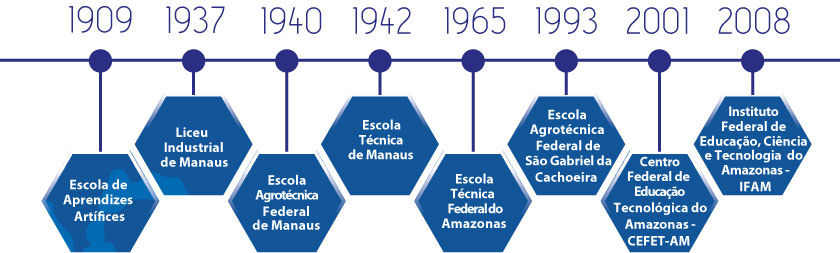 1909
1937
1940
1942
1965
1993
2001
2008
Escola de
Aprendizes
Artífices
Liceu
Industrial
de Manaus
Escola
Agrotécnica
Federal
de Manaus
Escola
Técnica
de Manaus
Escola
Técnica
Federal do
Amazonas
Escola
Agrotécnica
Federal de
São Gabriel da
Cachoeira
Centro
Federal de
Educação
Tecnológica do
Amazonas -
CEFET-AM
Instituto
Federal de
Educação, Ciência
e Tecnologia do
Amazonas -
IFAM